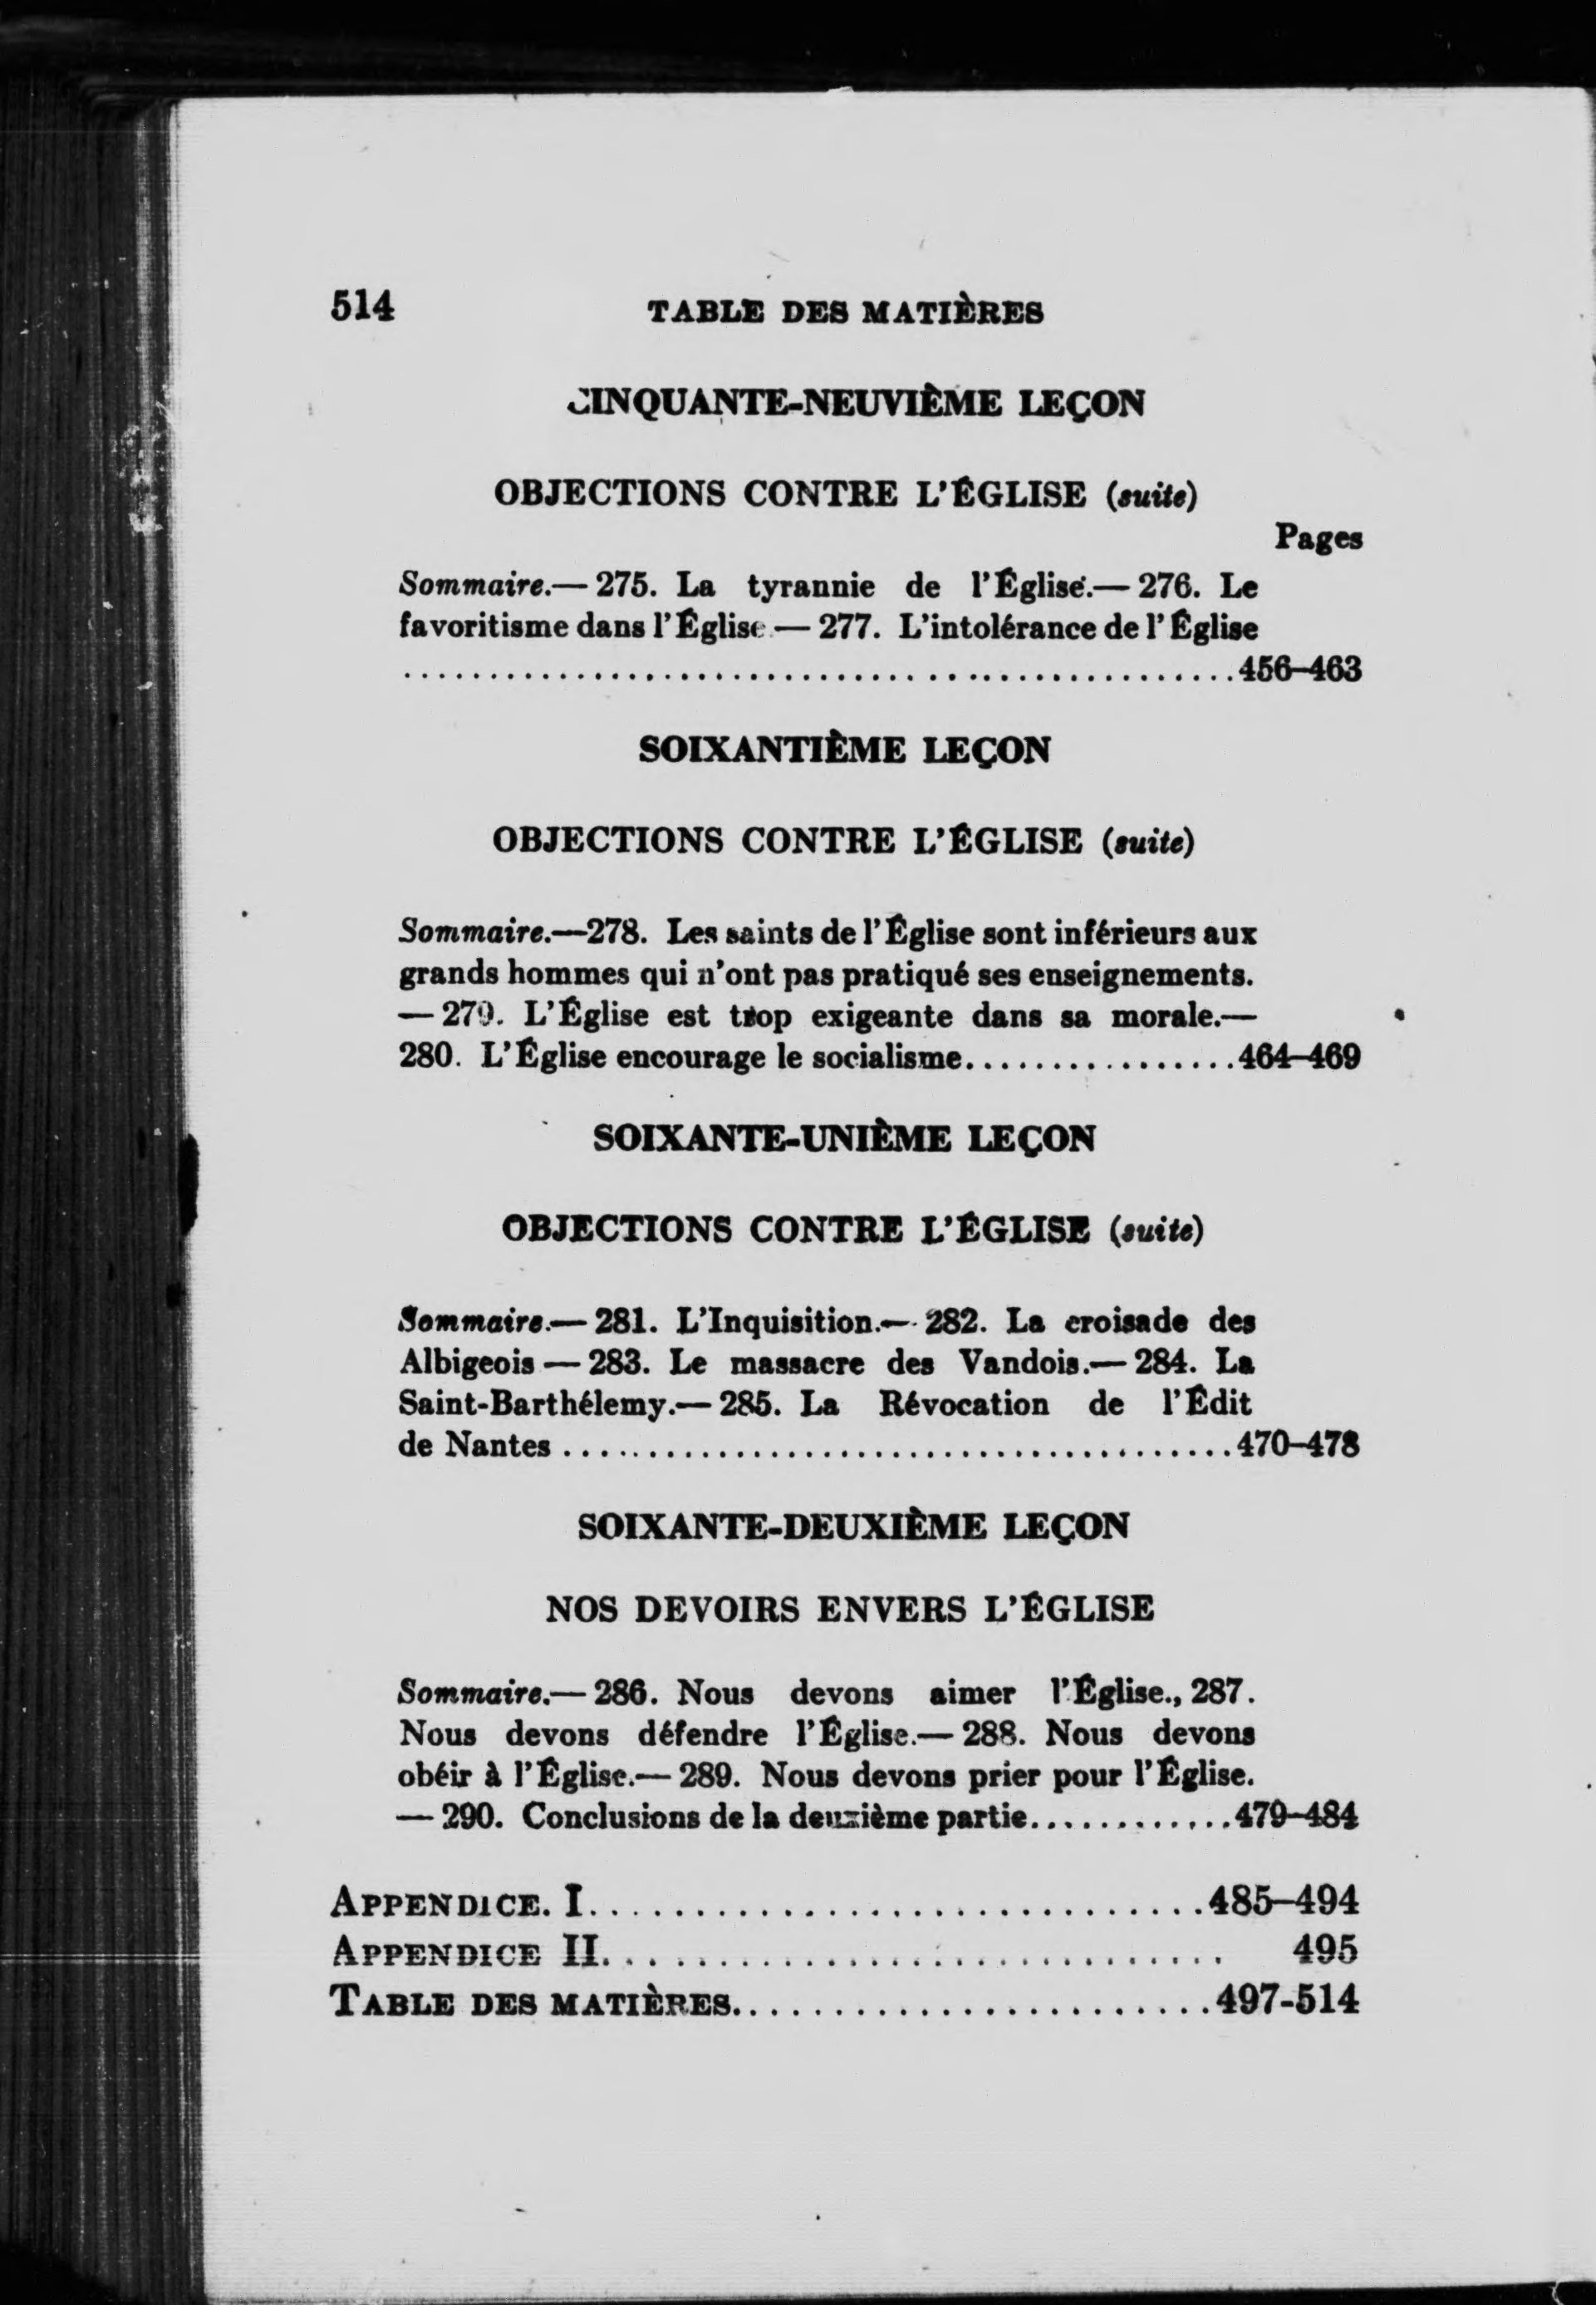 514 TABLE DES MATIÈRES
CINQUANTE-NEUVIÈME LEÇON
OBJECTIONS CONTRE L'ÉGLISE (suite)
Pages
Sommaire.— 275. La tyrannie de l'Église.— 276. Le
favoritisme dans l'Église.— 277. L'intolérance de l'Église
.................................................456-463
SOIXANTIÈME LEÇON
OBJECTIONS CONTRE L'ÉGLISE (suite)
Sommaire.—278. Les saints de l'Église sont inférieurs aux
grands hommes qui n'ont pas pratiqué ses enseignements.
— 279. L'Église est trop exigeante dans sa morale.—
280. L'Église encourage le socialisme................464-469
SOIXANTE-UNIÈME LEÇON
OBJECTIONS CONTRE L'ÉGLISE (suite)
Sommaire.— 281. L'Inquisition.— 282. La croisade des
Albigeois — 283. Le massacre des Vandois.— 284. La
Saint-Barthélemy.— 285. La Révocation de l'Édit
de Nantes .......................................470-478
SOIXANTE-DEUXIÈME LEÇON
NOS DEVOIRS ENVERS L'ÉGLISE
Sommaire.— 286. Nous devons aimer l'Église., 287.
Nous devons défendre l'Église.— 288. Nous devons
obéir à l'Église.— 289. Nous devons prier pour l'Église.
— 290. Conclusions de la deuxième partie............479-484
APPENDICE. I.............................485-494
APPENDICE II............................. 495
TABLE DES MATIÈRES.......................497-514